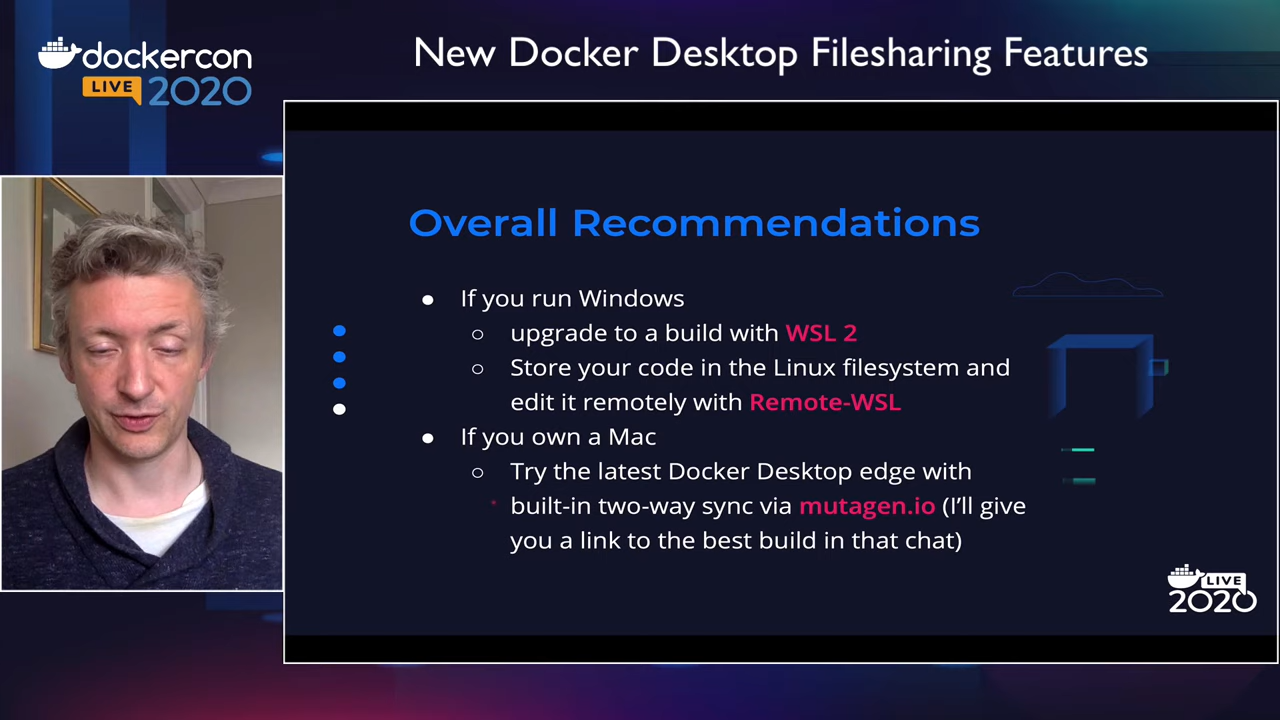 dockercon
LIVE 2020
New Docker Desktop Filesharing Features
Overall Recommendations
● If you run Windows
○ upgrade to a build with WSL 2
○ Store your code in the Linux filesystem and
edit it remotely with Remote-WSL
● If you own a Mac
○ Try the latest Docker Desktop edge with
built-in two-way sync via mutagen.io (I’ll give
you a link to the best build in that chat)
LIVE
2020